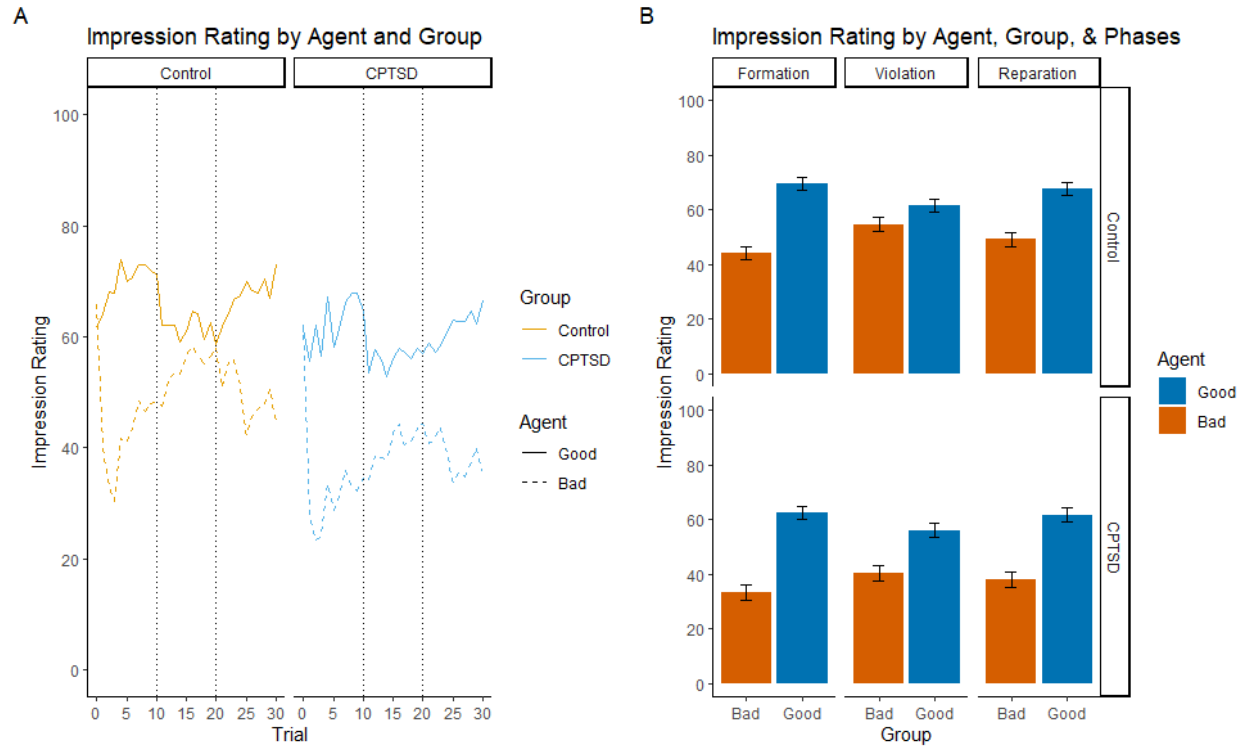 A
Impression Rating by Agent and Group
Control
CPTSD
100
80
60
40
20
0
Impression Rating
0 5 10 15 20 25 30
0 5 10 15 20 25 30
Trial
Group
Control
CPTSD
Agent
Good
Bad
B
Impression Rating by Agent, Group, & Phases
Formation
Violation
Reparation
100
80
60
40
20
0
Impression Rating
Control
100
80
60
40
20
0
Impression Rating
CPTSD
Bad Good
Bad Good
Bad Good
Group
Agent
Good
Bad